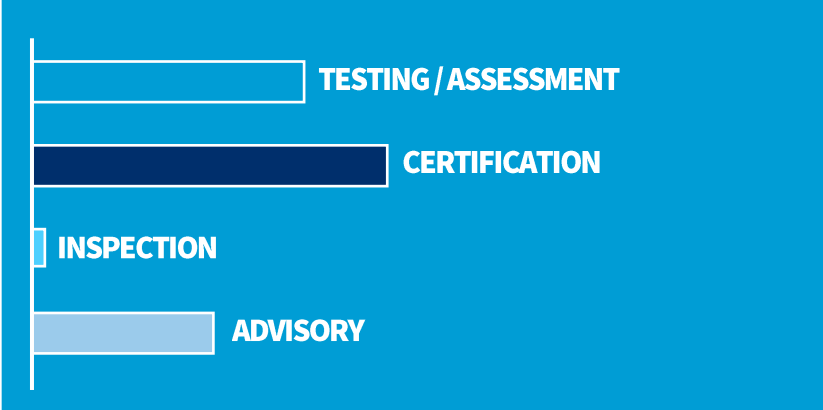 TESTING / ASSESSMENT
CERTIFICATION
INSPECTION
ADVISORY